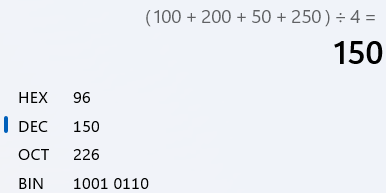 (100 + 200 + 50 + 250) ÷ 4 =
150
HEX 96
DEC 150
OCT 226
BIN 1001 0110